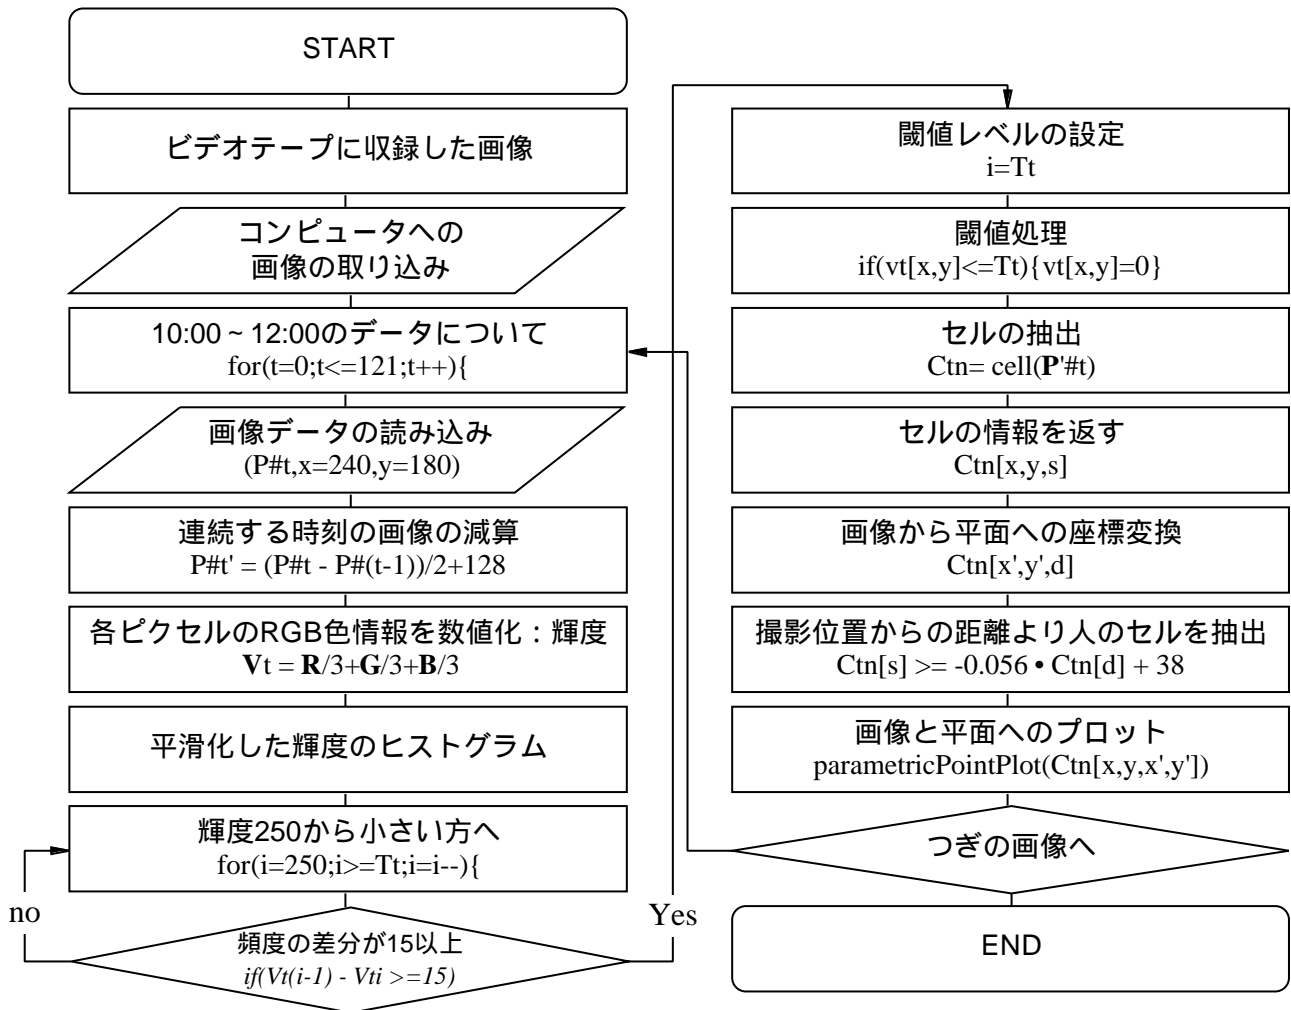 START
ビデオテープに収録した画像
コンピュータへの
画像の取り込み
10:00 ~ 12:00のデータについて
for(t=0;t<=121;t++){
画像データの読み込み
(P#t,x=240,y=180)
連続する時刻の画像の減算
P#t' = (P#t - P#(t-1))/2+128
各ピクセルのRGB色情報を数値化：輝度
Vt = R/3+G/3+B/3
平滑化した輝度のヒストグラム
輝度250から小さい方へ
for(i=250;i>=Tt;i=i--){
no
頻度の差分が15以上
if(Vt(i-1) - Vti >=15)
Yes
閾値レベルの設定
i=Tt
閾値処理
if(vt[x,y]<=Tt){vt[x,y]=0}
セルの抽出
Ctn= cell(P'#t)
セルの情報を返す
Ctn[x,y,s]
画像から平面への座標変換
Ctn[x',y',d]
撮影位置からの距離より人のセルを抽出
Ctn[s] >= -0.056 • Ctn[d] + 38
画像と平面へのプロット
parametricPointPlot(Ctn[x,y,x',y'])
つぎの画像へ
END